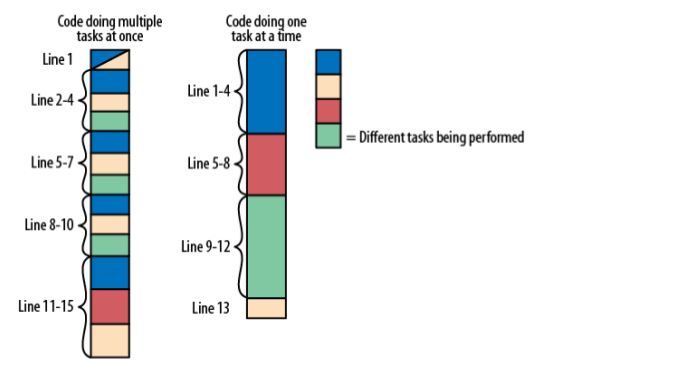 Code doing multiple
tasks at once
Line 1
Line 2-4
Line 5-7
Line 8-10
Line 11-15
Code doing one
task at a time
Line 1-4
Line 5-8
Line 9-12
Line 13
= Different tasks being performed